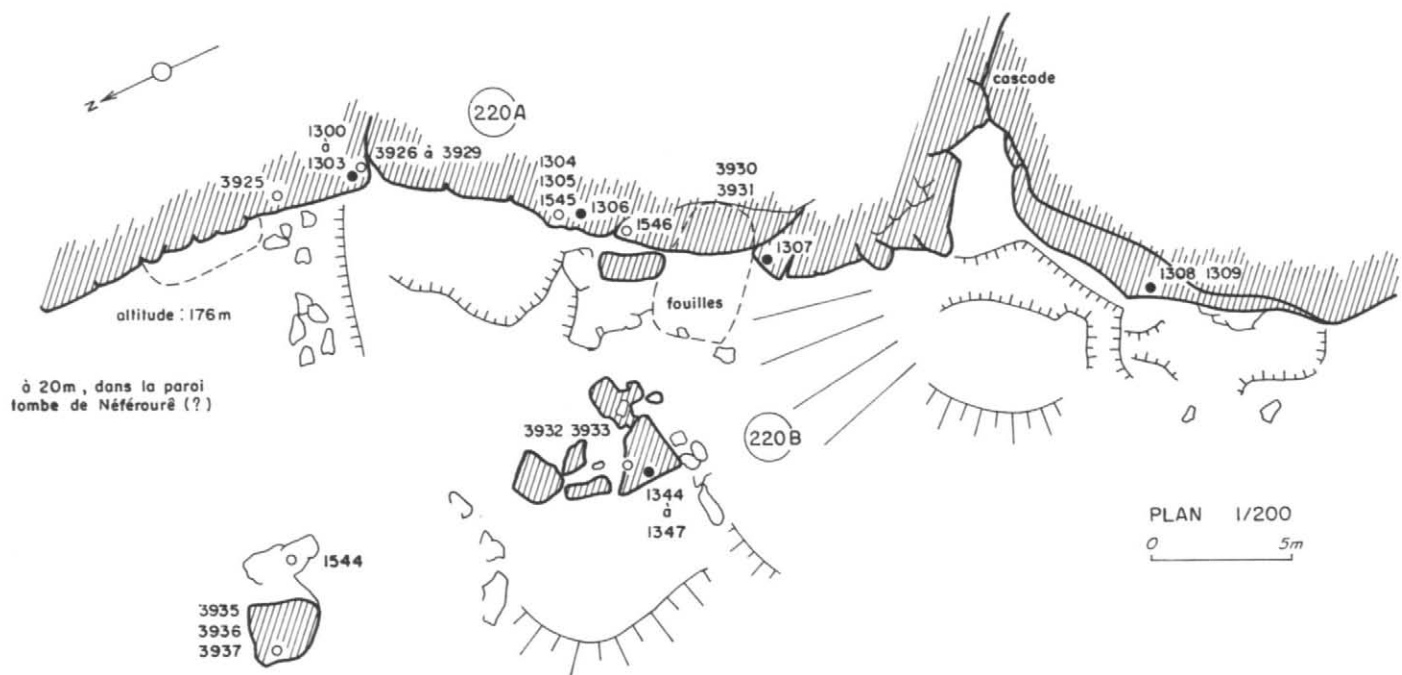 cascade
220A
N
1300
à
1303
3926 à 3929
3925
1304
1305
1545
1306
1546
3930
3931
1307
1308 1309
altitude : 176 m
fouilles
à 20m, dans la paroi
tombe de Néférourê (?)
3932 3933
220B
1344
à
1347
PLAN 1/200
0 5m
1544
3935
3936
3937